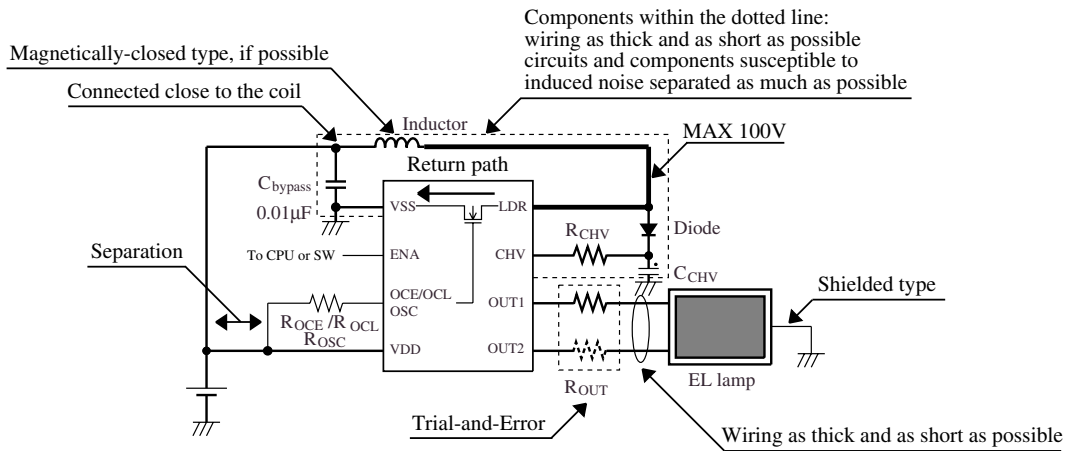 Components within the dotted line:
wiring as thick and as short as possible
circuits and components susceptible to
induced noise separated as much as possible
Magnetically-closed type, if possible
Connected close to the coil
Inductor
MAX 100V
Return path
Cbypass
0.01μF
VSS
LDR
RCHV
Diode
Separation
To CPU or SW
ENA
CHV
CCHV
Shielded type
OCE/OCL
OSC
OUT1
ROCE /ROCL
ROSC
VDD
OUT2
ROUT
EL lamp
Trial-and-Error
Wiring as thick and as short as possible